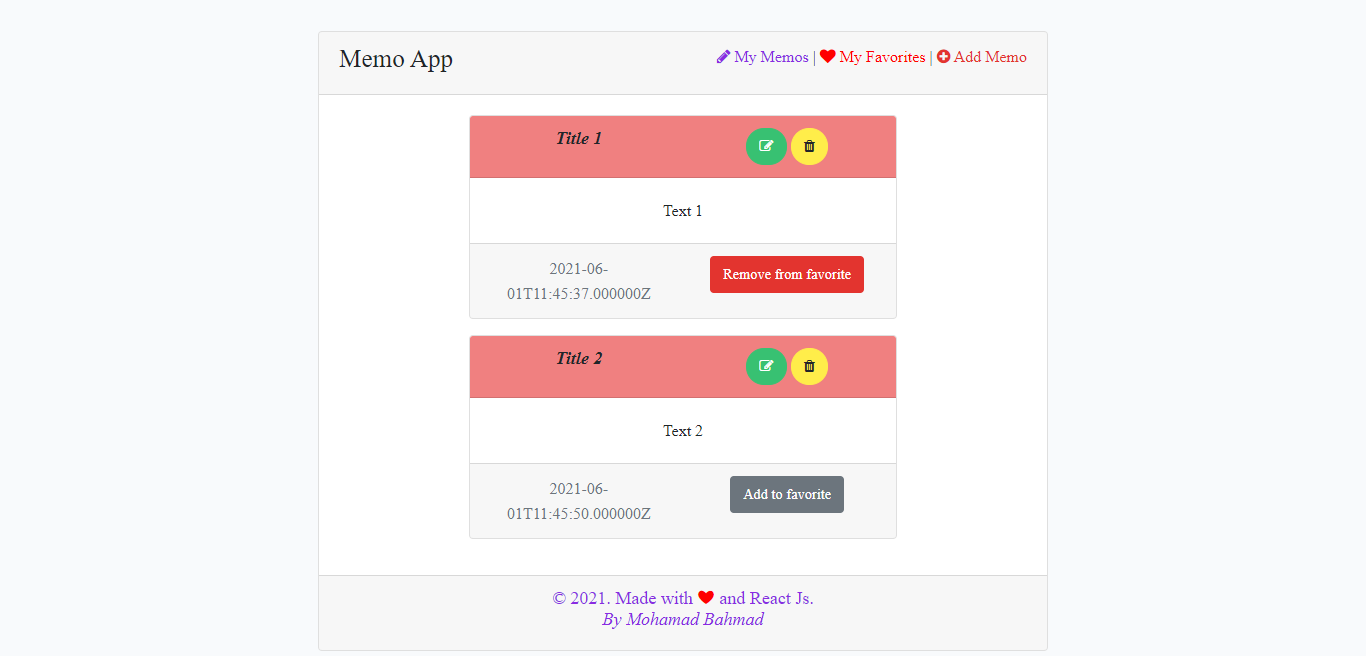 Memo App
My Memos | My Favorites | Add Memo
Title 1
Text 1
2021-06-
01T11:45:37.000000Z
Remove from favorite
Title 2
Text 2
2021-06-
01T11:45:50.000000Z
Add to favorite
© 2021. Made with ❤ and React Js.
By Mohamad Bahmad